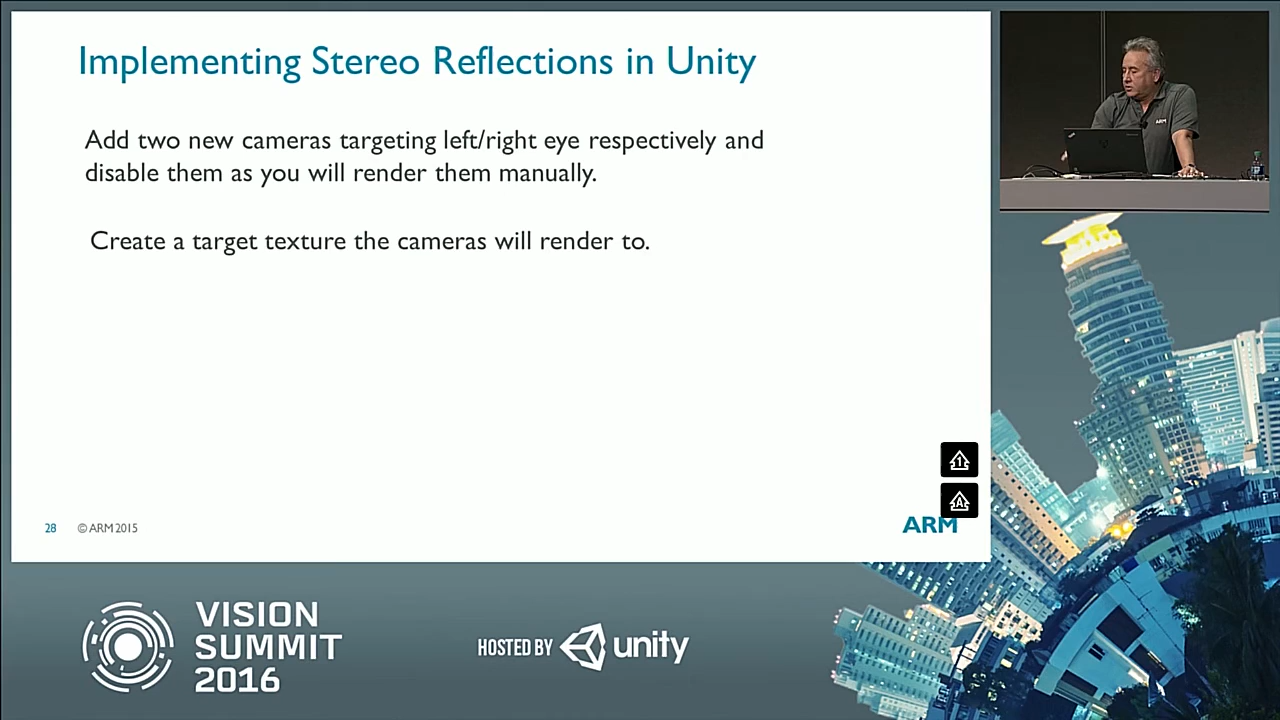 Implementing Stereo Reflections in Unity
Add two new cameras targeting left/right eye respectively and
disable them as you will render them manually.
Create a target texture the cameras will render to.
1
A
28 © ARM 2015
ARM
ARM
VISION
SUMMIT
2016
HOSTED BY unity